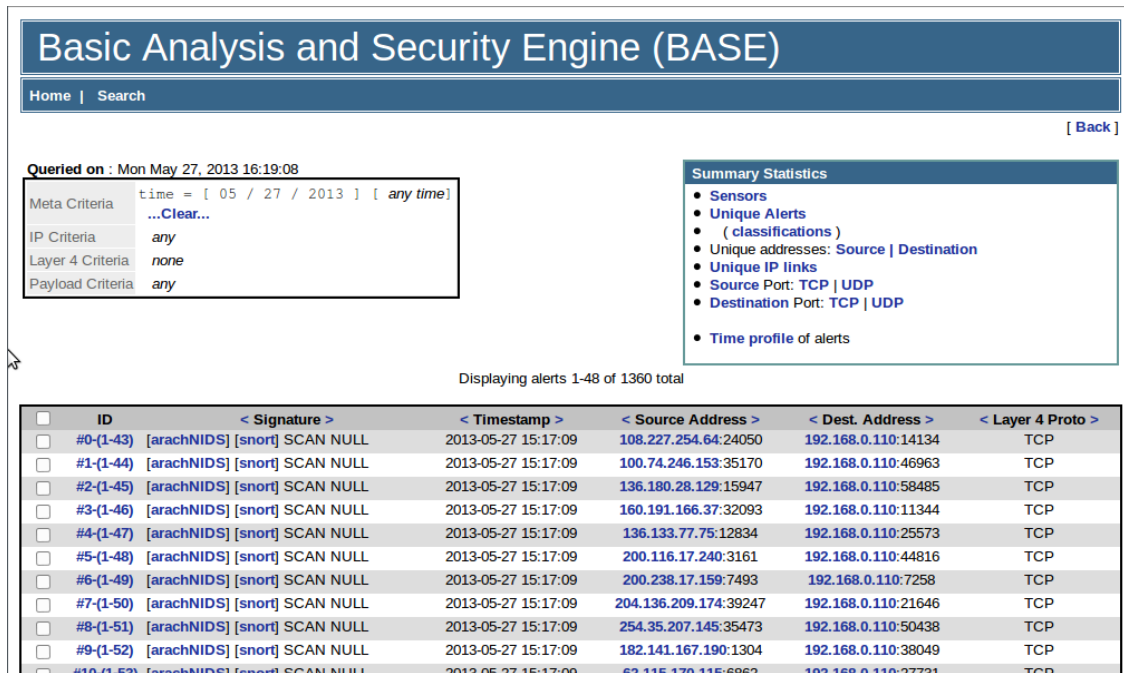 Basic Analysis and Security Engine (BASE)
Home | Search
[ Back ]
Queried on : Mon May 27, 2013 16:19:08
Meta Criteria time = [ 05 / 27 / 2013 ] [ any time]
...Clear...
IP Criteria any
Layer 4 Criteria none
Payload Criteria any
Summary Statistics
Sensors
Unique Alerts
( classifications )
Unique addresses: Source | Destination
Unique IP links
Source Port: TCP | UDP
Destination Port: TCP | UDP
Time profile of alerts
Displaying alerts 1-48 of 1360 total
ID < Signature > < Timestamp > < Source Address > < Dest. Address > < Layer 4 Proto >
#0-(1-43) [arachNIDS] [snort] SCAN NULL 2013-05-27 15:17:09 108.227.254.64:24050 192.168.0.110:14134 TCP
#1-(1-44) [arachNIDS] [snort] SCAN NULL 2013-05-27 15:17:09 100.74.246.153:35170 192.168.0.110:46963 TCP
#2-(1-45) [arachNIDS] [snort] SCAN NULL 2013-05-27 15:17:09 136.180.28.129:15947 192.168.0.110:58485 TCP
#3-(1-46) [arachNIDS] [snort] SCAN NULL 2013-05-27 15:17:09 160.191.166.37:32093 192.168.0.110:11344 TCP
#4-(1-47) [arachNIDS] [snort] SCAN NULL 2013-05-27 15:17:09 136.133.77.75:12834 192.168.0.110:25573 TCP
#5-(1-48) [arachNIDS] [snort] SCAN NULL 2013-05-27 15:17:09 200.116.17.240:3161 192.168.0.110:44816 TCP
#6-(1-49) [arachNIDS] [snort] SCAN NULL 2013-05-27 15:17:09 200.238.17.159:7493 192.168.0.110:7258 TCP
#7-(1-50) [arachNIDS] [snort] SCAN NULL 2013-05-27 15:17:09 204.136.209.174:39247 192.168.0.110:21646 TCP
#8-(1-51) [arachNIDS] [snort] SCAN NULL 2013-05-27 15:17:09 254.35.207.145:35473 192.168.0.110:50438 TCP
#9-(1-52) [arachNIDS] [snort] SCAN NULL 2013-05-27 15:17:09 182.141.167.190:1304 192.168.0.110:38049 TCP
#10-(1-53) [arachNIDS] [snort] SCAN NULL 2013-05-27 15:17:09 TCP